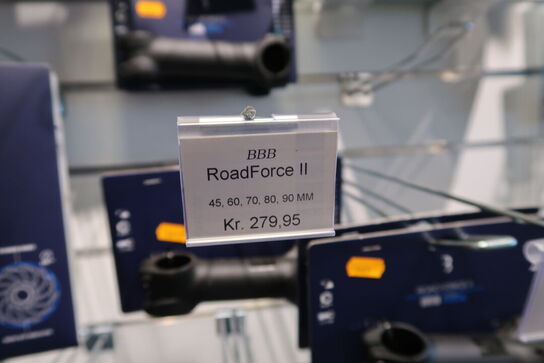 BBB
RoadForce II
45, 60, 70, 80, 90 MM
Kr. 279,95